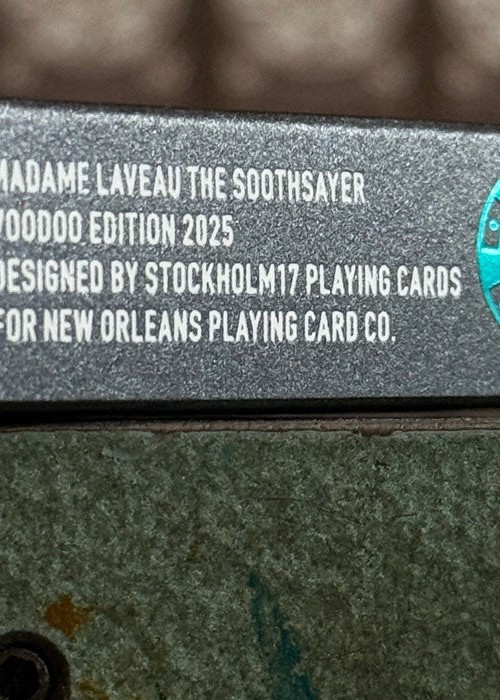 MADAME LAVEAU THE SOOTHSAYER
VOODOO EDITION 2025
DESIGNED BY STOCKHOLM17 PLAYING CARDS
FOR NEW ORLEANS PLAYING CARD CO.